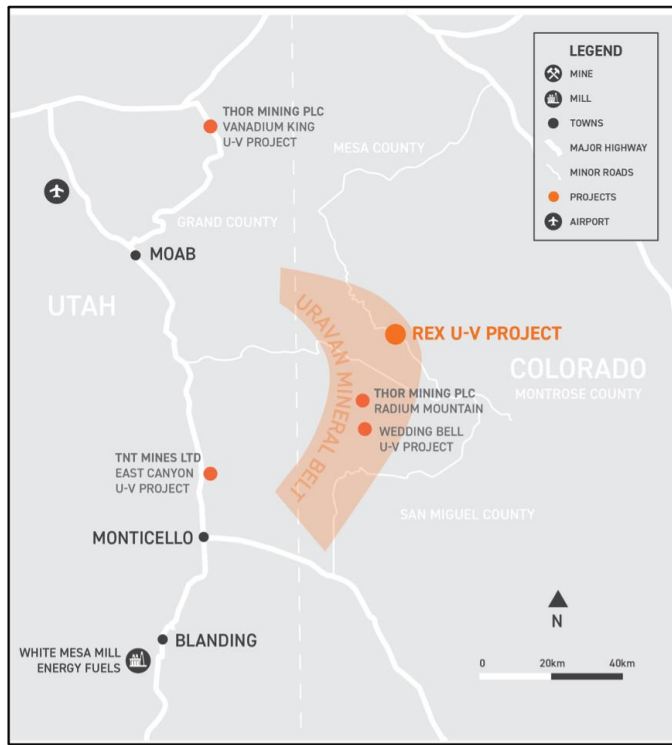 LEGEND
MINE
MILL
TOWNS
MAJOR HIGHWAY
MINOR ROADS
PROJECTS
AIRPORT
THOR MINING PLC
VANADIUM KING
U-V PROJECT
MESA COUNTY
GRAND COUNTY
MOAB
UTAH
URAVAN MINERAL BELT
REX U-V PROJECT
COLORADO
MONTROSE COUNTY
THOR MINING PLC
RADIUM MOUNTAIN
WEDDING BELL
U-V PROJECT
TNT MINES LTD
EAST CANYON
U-V PROJECT
SAN MIGUEL COUNTY
MONTICELLO
N
BLANDING
WHITE MESA MILL
ENERGY FUELS
0 20km 40km